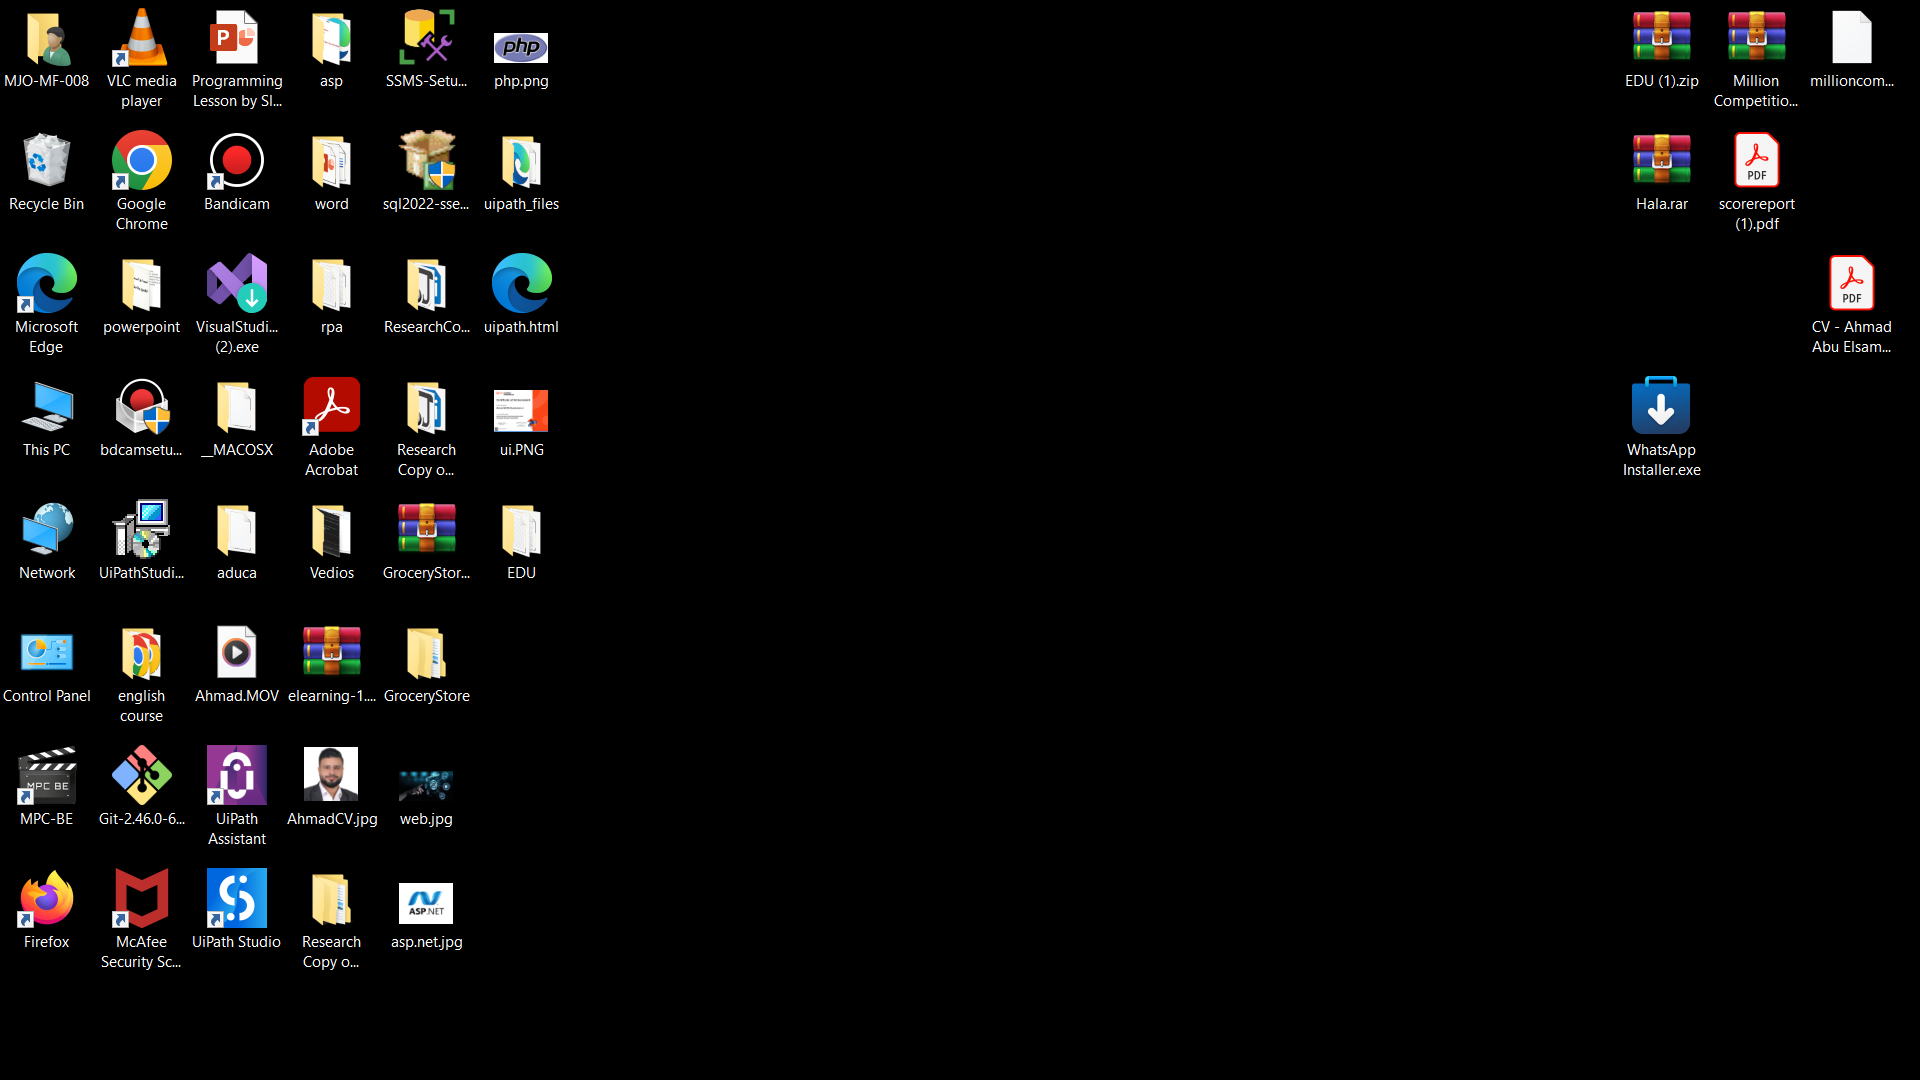 MJO-MF-008
VLC media
player
Programming
Lesson by Sl...
asp
SSMS-Setu...
php
php.png
EDU (1).zip
Million
Competitio...
millioncom...
Recycle Bin
Google
Chrome
Bandicam
word
sql2022-sse...
uipath_files
Hala.rar
PDF
scorereport
(1).pdf
Microsoft
Edge
powerpoint
VisualStudi...
(2).exe
rpa
ResearchCo...
uipath.html
PDF
CV - Ahmad
Abu Elsam...
This PC
bdcamsetu...
__MACOSX
Adobe
Acrobat
Research
Copy o...
ui.PNG
WhatsApp
Installer.exe
Network
UiPathStudi...
aduca
Vedios
GroceryStor...
EDU
Control Panel
english
course
Ahmad.MOV
elearning-1....
GroceryStore
MPC BE
MPC-BE
Git-2.46.0-6...
UiPath
Assistant
AhmadCV.jpg
web.jpg
Firefox
McAfee
Security Sc...
UiPath Studio
Research
Copy o...
ASP.NET
asp.net.jpg